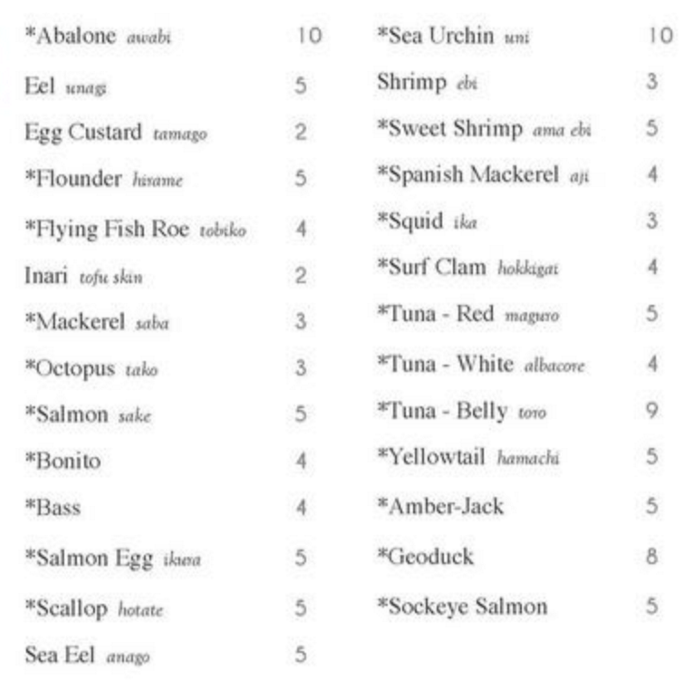 *Abalone awabi 10
Eel unagi 5
Egg Custard tamago 2
*Flounder hirame 5
*Flying Fish Roe tobiko 4
Inari tofu skin 2
*Mackerel saba 3
*Octopus tako 3
*Salmon sake 5
*Bonito 4
*Bass 4
*Salmon Egg ikura 5
*Scallop hotate 5
Sea Eel anago 5
*Sea Urchin uni 10
Shrimp ebi 3
*Sweet Shrimp ama ebi 5
*Spanish Mackerel aji 4
*Squid ika 3
*Surf Clam hokkigai 4
*Tuna - Red maguro 5
*Tuna - White albacore 4
*Tuna - Belly toro 9
*Yellowtail hamachi 5
*Amber-Jack 5
*Geoduck 8
*Sockeye Salmon 5